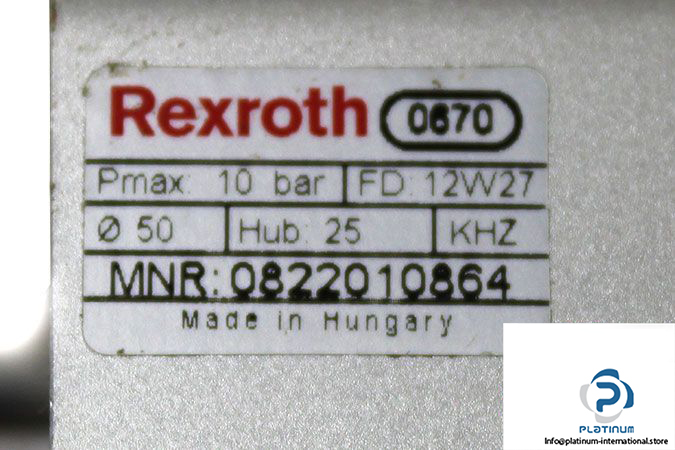 Rexroth 0670
Pmax: 10 bar FD: 12W27
Ø 50 Hub: 25 KHZ
MNR: 0822010864
Made in Hungary
PLATINUM
Info@platinum-international.store